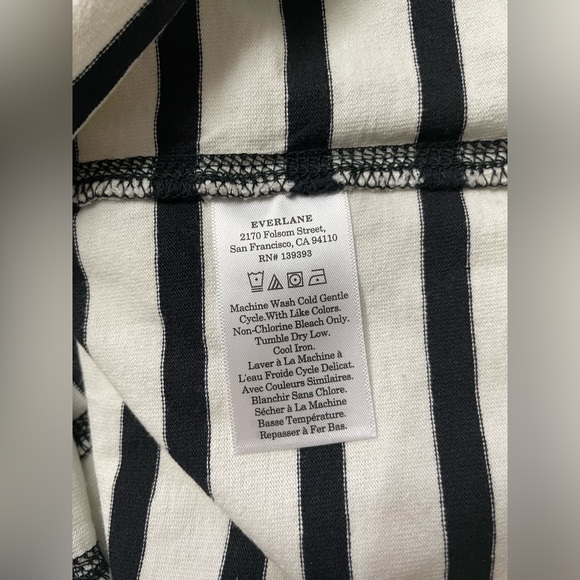 EVERLANE
2170 Folsom Street,
San Francisco, CA 94110
RN# 139393
Machine Wash Cold Gentle
Cycle.With Like Colors.
Non-Chlorine Bleach Only.
Tumble Dry Low.
Cool Iron.
Laver à La Machine à
L'eau Froide Cycle Delicat.
Avec Couleurs Similaires.
Blanchir Sans Chlore.
Sécher à La Machine
Basse Température.
Repasser à Fer Bas.